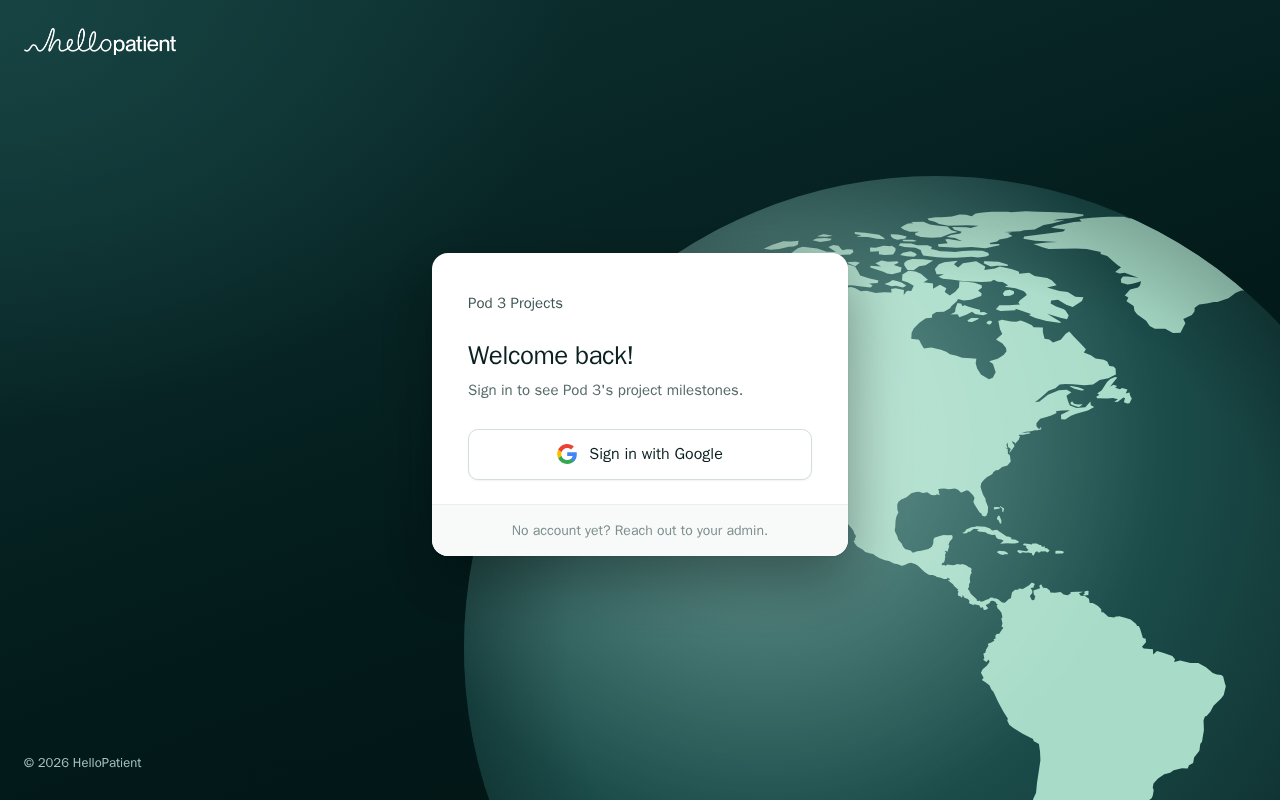 hellopatient
Pod 3 Projects
Welcome back!
Sign in to see Pod 3's project milestones.
Sign in with Google
No account yet? Reach out to your admin.
© 2026 HelloPatient